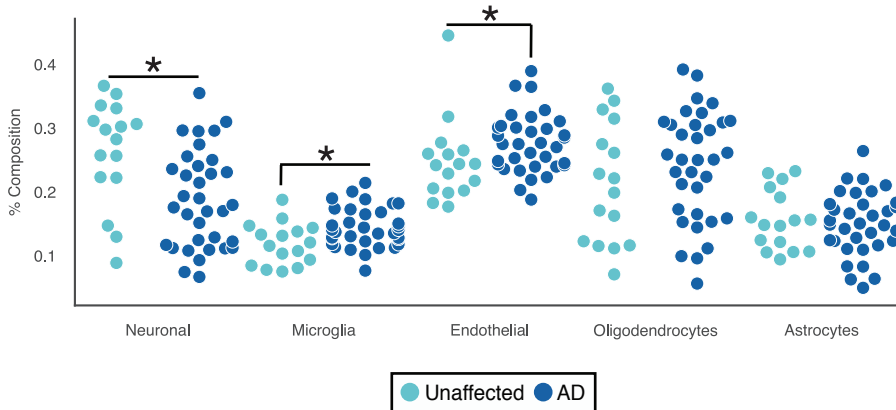 *
*
*
% Composition
0.4
0.3
0.2
0.1
Neuronal Microglia Endothelial Oligodendrocytes Astrocytes
Unaffected AD